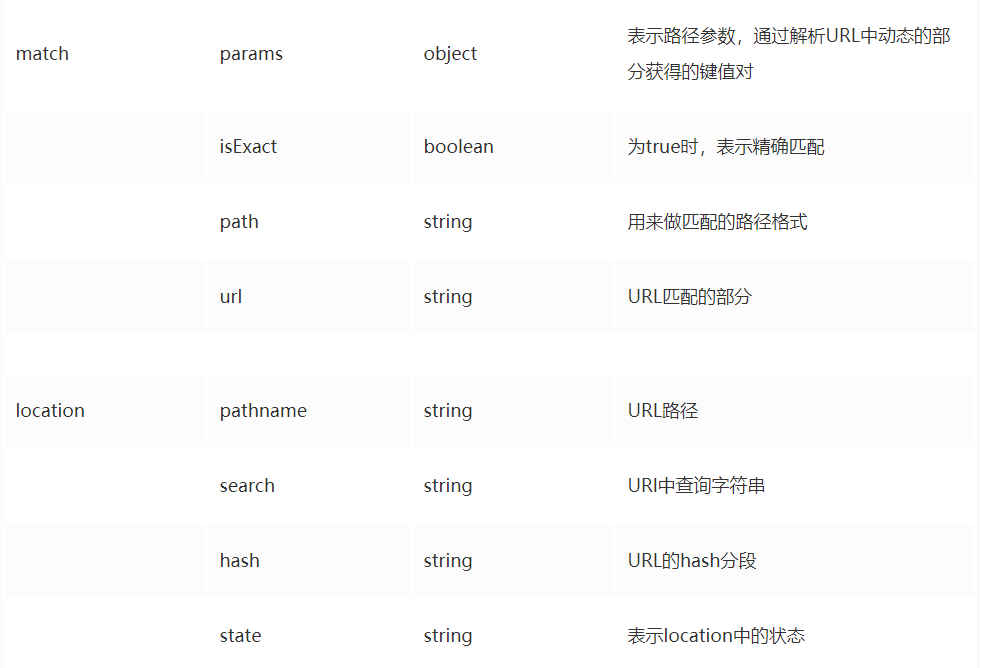 match params object 表示路径参数，通过解析URL中动态的部
分获得的键值对
isExact boolean 为true时，表示精确匹配
path string 用来做匹配的路径格式
url string URL匹配的部分
location pathname string URL路径
search string URl中查询字符串
hash string URL的hash分段
state string 表示location中的状态